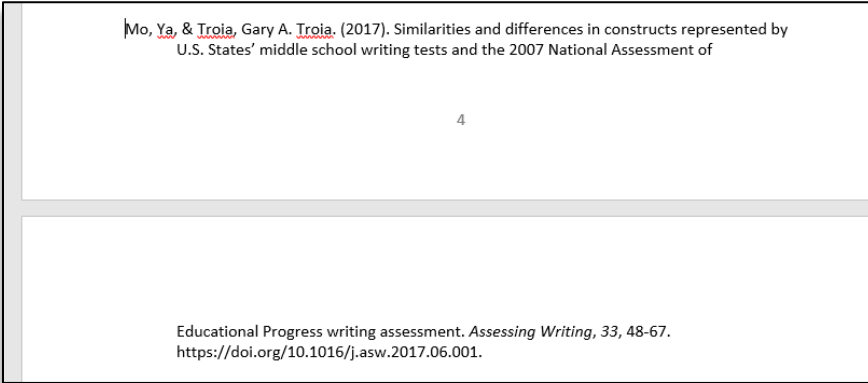 Mo, Ya, & Troia, Gary A. Troia. (2017). Similarities and differences in constructs represented by
U.S. States’ middle school writing tests and the 2007 National Assessment of
4
Educational Progress writing assessment. Assessing Writing, 33, 48-67.
https://doi.org/10.1016/j.asw.2017.06.001.